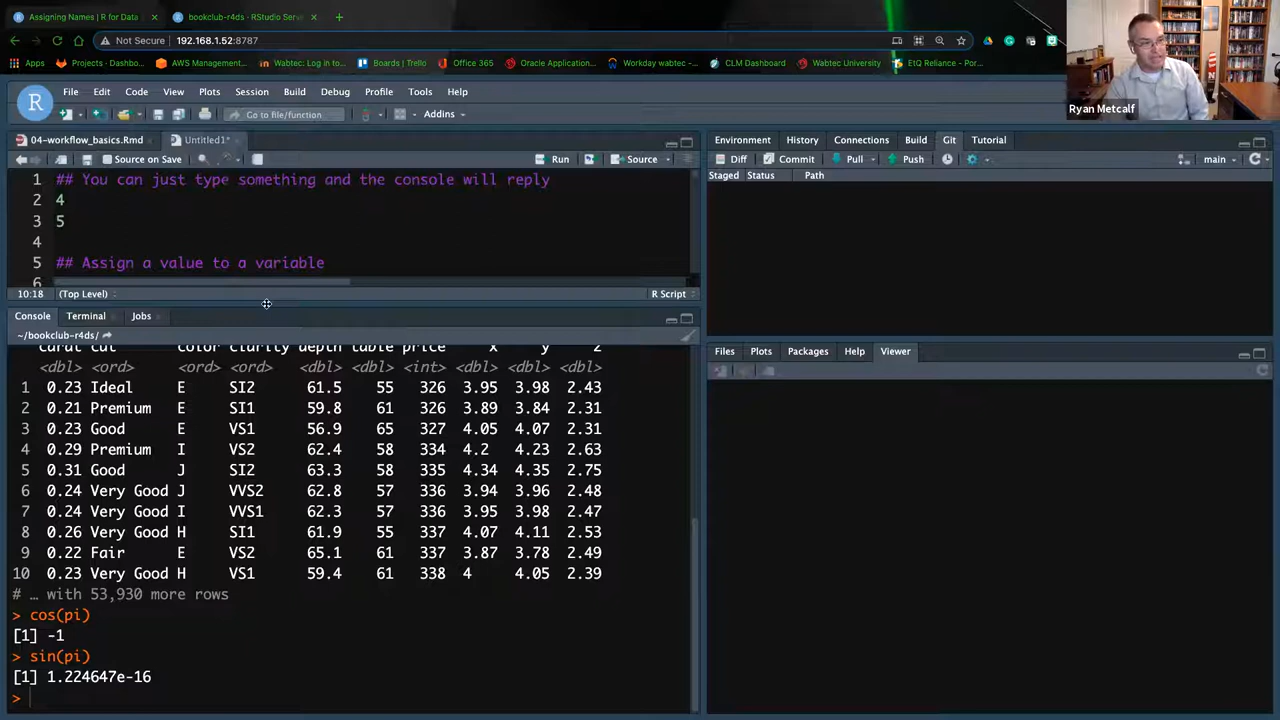 Assigning Names | R for Data
bookclub-r4ds - RStudio Serv
Not Secure 192.168.1.52:8787
Apps Projects - Dashbo... AWS Management... Wabtec: Log in to... Boards | Trello Office 365 Oracle Application... Workday wabtec -... CLM Dashboard Wabtec University EtQ Reliance - Por...
Ryan Metcalf
R File Edit Code View Plots Session Build Debug Profile Tools Help
Go to file/function Addins
04-workflow_basics.Rmd Untitled1*
Source on Save Run Source
1 ## You can just type something and the console will reply
2 4
3 5
4
5 ## Assign a value to a variable
6
10:18 (Top Level) R Script
Console Terminal Jobs
~/bookclub-r4ds/
carat cut color clarity depth table price x y z
<dbl> <ord> <ord> <ord> <dbl> <dbl> <int> <dbl> <dbl> <dbl>
1 0.23 Ideal E SI2 61.5 55 326 3.95 3.98 2.43
2 0.21 Premium E SI1 59.8 61 326 3.89 3.84 2.31
3 0.23 Good E VS1 56.9 65 327 4.05 4.07 2.31
4 0.29 Premium I VS2 62.4 58 334 4.2 4.23 2.63
5 0.31 Good J SI2 63.3 58 335 4.34 4.35 2.75
6 0.24 Very Good J VVS2 62.8 57 336 3.94 3.96 2.48
7 0.24 Very Good I VVS1 62.3 57 336 3.95 3.98 2.47
8 0.26 Very Good H SI1 61.9 55 337 4.07 4.11 2.53
9 0.22 Fair E VS2 65.1 61 337 3.87 3.78 2.49
10 0.23 Very Good H VS1 59.4 61 338 4 4.05 2.39
# … with 53,930 more rows
> cos(pi)
[1] -1
> sin(pi)
[1] 1.224647e-16
>
Environment History Connections Build Git Tutorial
Diff Commit Pull Push main
Staged Status Path
Files Plots Packages Help Viewer